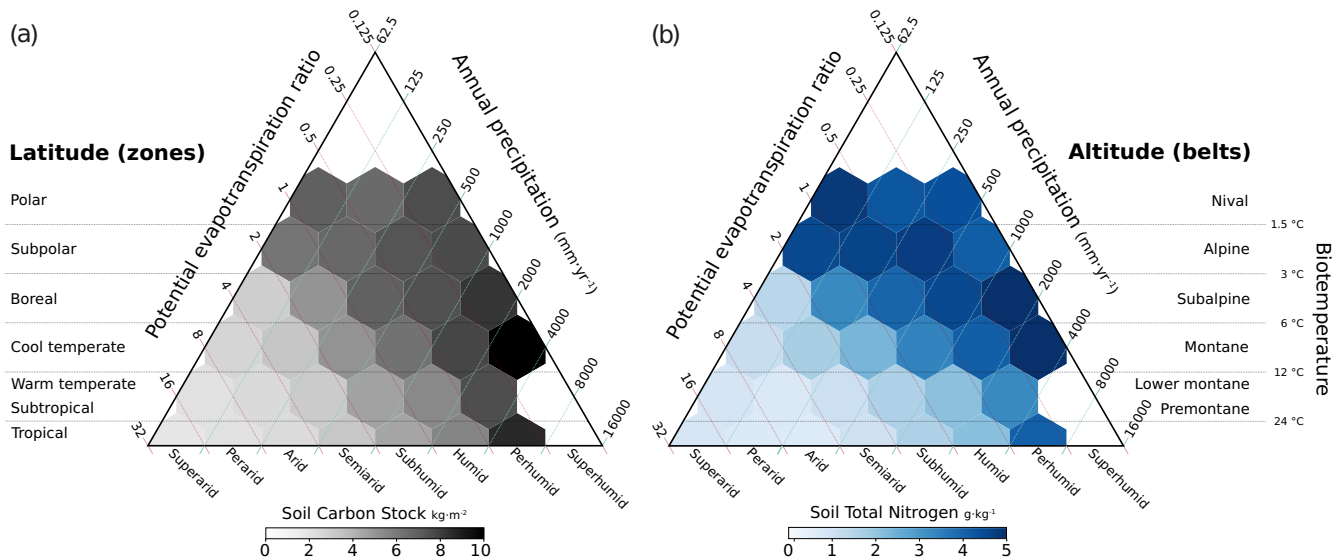 (a)
Latitude (zones)
Polar
Subpolar
Boreal
Cool temperate
Warm temperate
Subtropical
Tropical
Potential evapotranspiration ratio
0.125
0.25
0.5
1
2
4
8
16
32
Annual precipitation (mm·yr⁻¹)
62.5
125
250
500
1000
2000
4000
8000
16000
Superarid
Perarid
Arid
Semiarid
Subhumid
Humid
Perhumid
Superhumid
Soil Carbon Stock kg·m⁻²
0 2 4 6 8 10
(b)
Potential evapotranspiration ratio
0.125
0.25
0.5
1
2
4
8
16
32
Annual precipitation (mm·yr⁻¹)
62.5
125
250
500
1000
2000
4000
8000
16000
Superarid
Perarid
Arid
Semiarid
Subhumid
Humid
Perhumid
Superhumid
Altitude (belts)
Nival
Alpine
Subalpine
Montane
Lower montane
Premontane
1.5 °C
3 °C
6 °C
12 °C
24 °C
Biotemperature
Soil Total Nitrogen g·kg⁻¹
0 1 2 3 4 5